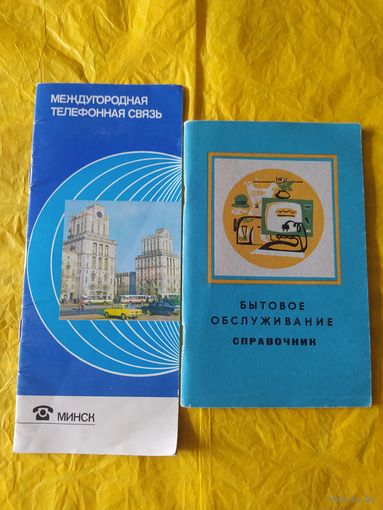 МЕЖДУГОРОДНАЯ
ТЕЛЕФОННАЯ СВЯЗЬ
МИНСК
БЫТОВОЕ
ОБСЛУЖИВАНИЕ
СПРАВОЧНИК